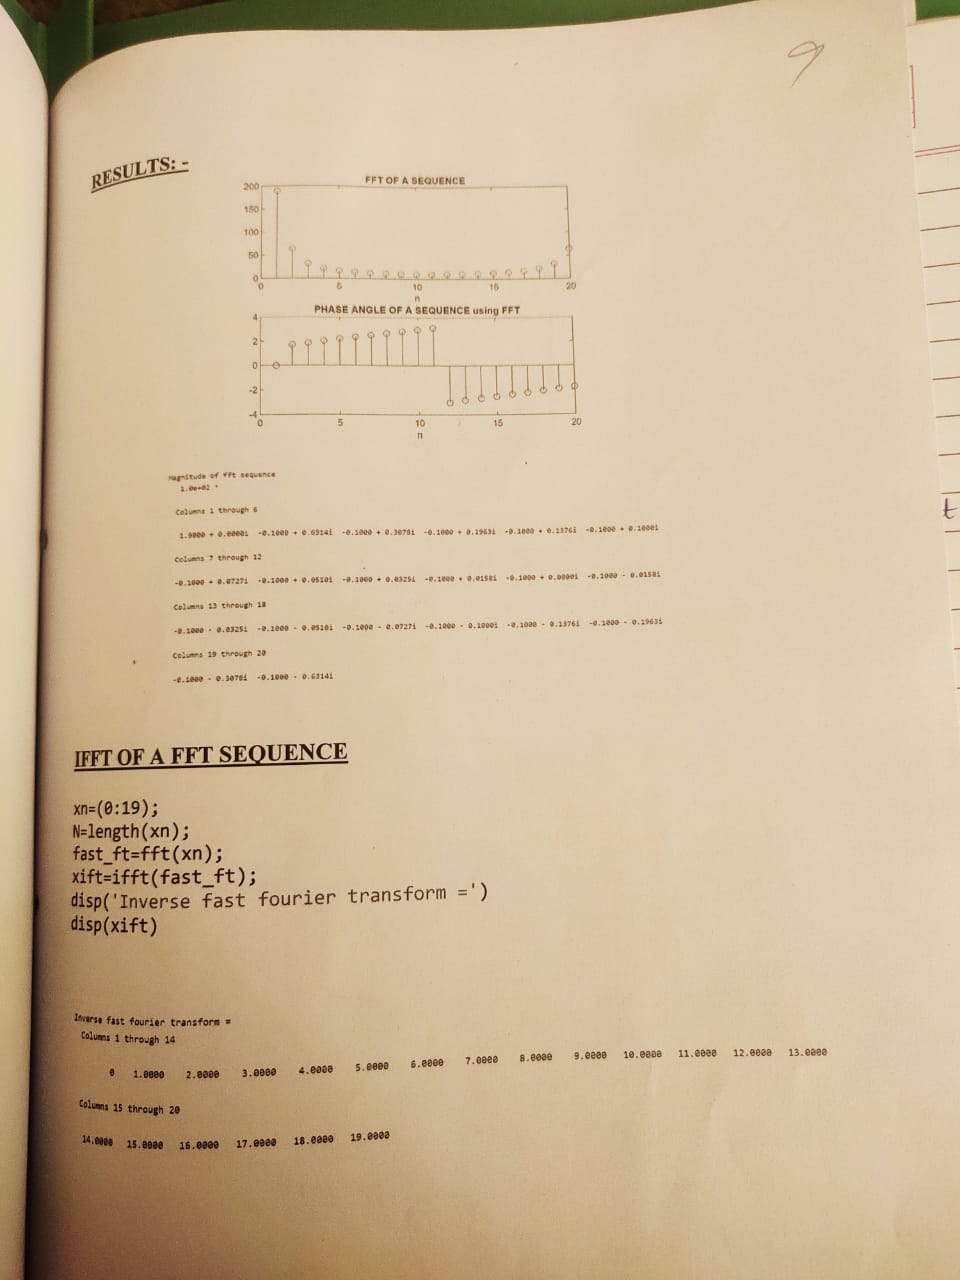 9
RESULTS: -
FFT OF A SEQUENCE
200
150
100
50
0
0 5 10 15 20
n
PHASE ANGLE OF A SEQUENCE using FFT
4
2
0
-2
-4
0 5 10 15 20
n
Magnitude of fft sequence
1.0e+02 *
Columns 1 through 6
1.9000 + 0.0000i -0.1000 + 0.6314i -0.1000 + 0.3078i -0.1000 + 0.1963i -0.1000 + 0.1376i -0.1000 + 0.1000i
Columns 7 through 12
-0.1000 + 0.0727i -0.1000 + 0.0510i -0.1000 + 0.0325i -0.1000 + 0.0158i -0.1000 + 0.0000i -0.1000 - 0.0158i
Columns 13 through 18
-0.1000 - 0.0325i -0.1000 - 0.0510i -0.1000 - 0.0727i -0.1000 - 0.1000i -0.1000 - 0.1376i -0.1000 - 0.1963i
Columns 19 through 20
-0.1000 - 0.3078i -0.1000 - 0.6314i
IFFT OF A FFT SEQUENCE
xn=(0:19);
N=length(xn);
fast_ft=fft(xn);
xift=ifft(fast_ft);
disp('Inverse fast fourier transform =')
disp(xift)
Inverse fast fourier transform =
Columns 1 through 14
0 1.0000 2.0000 3.0000 4.0000 5.0000 6.0000 7.0000 8.0000 9.0000 10.0000 11.0000 12.0000 13.0000
Columns 15 through 20
14.0000 15.0000 16.0000 17.0000 18.0000 19.0000